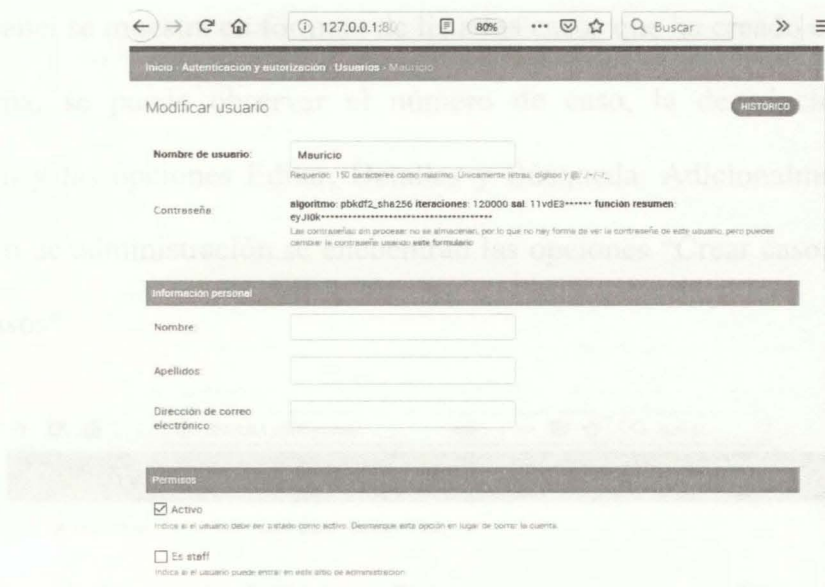 127.0.0.1:80 80% Buscar
Inicio › Autenticación y autorización › Usuarios › Mauricio
Modificar usuario HISTÓRICO
Nombre de usuario: Mauricio
Requerido. 150 carácteres como máximo. Únicamente letras, dígitos y
Contraseña: algoritmo: pbkdf2_sha256 iteraciones: 120000 sal: 11vdE3****** función resumen:
eyJI0k**************************************
Las contraseñas sin procesar no se almacenan, por lo que no hay forma de ver la contraseña de este usuario, pero puedes
cambiar la contraseña usando este formulario
Información personal
Nombre:
Apellidos:
Dirección de correo
electrónico:
Permisos
Activo
Indica si el usuario debe ser tratado como activo. Desmarque esta opción en lugar de borrar la cuenta.
Es staff
Indica si el usuario puede entrar en este sitio de administración